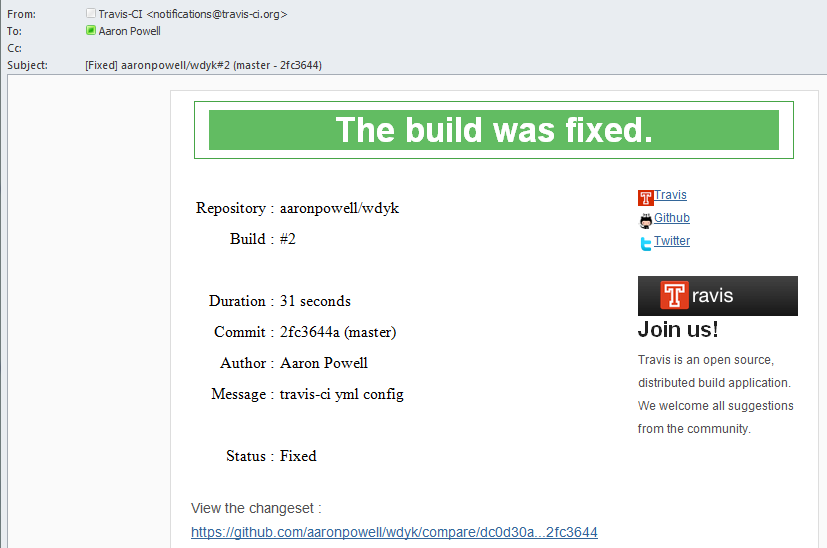 From: Travis-CI <notifications@travis-ci.org>
To: Aaron Powell
Cc:
Subject: [Fixed] aaronpowell/wdyk#2 (master - 2fc3644)
The build was fixed.
Repository : aaronpowell/wdyk
Build : #2
Duration : 31 seconds
Commit : 2fc3644a (master)
Author : Aaron Powell
Message : travis-ci yml config
Status : Fixed
View the changeset :
https://github.com/aaronpowell/wdyk/compare/dc0d30a...2fc3644
Travis
Github
Twitter
Travis
Join us!
Travis is an open source,
distributed build application.
We welcome all suggestions
from the community.